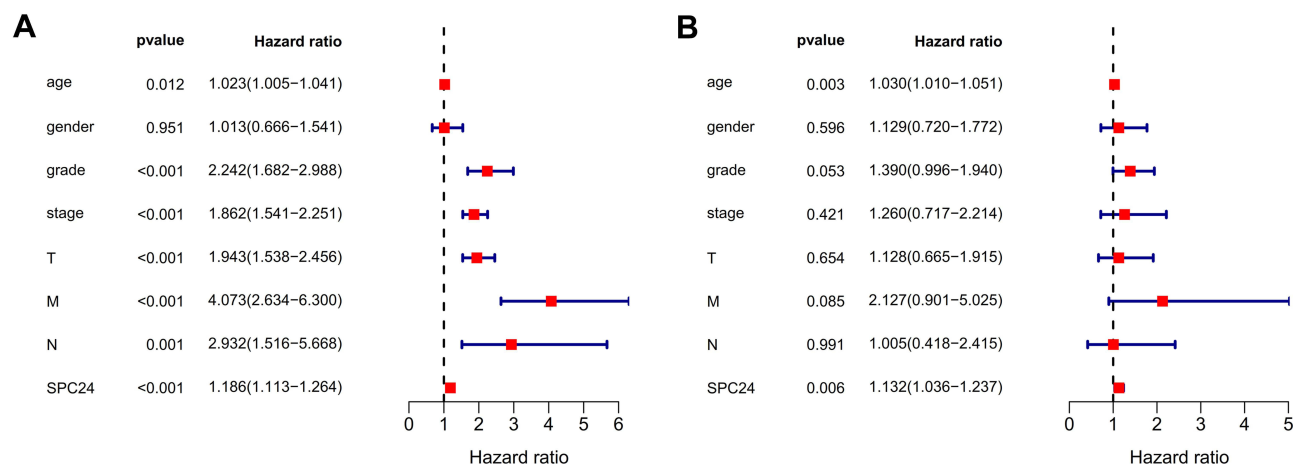 A
pvalue Hazard ratio
age 0.012 1.023(1.005−1.041)
gender 0.951 1.013(0.666−1.541)
grade <0.001 2.242(1.682−2.988)
stage <0.001 1.862(1.541−2.251)
T <0.001 1.943(1.538−2.456)
M <0.001 4.073(2.634−6.300)
N 0.001 2.932(1.516−5.668)
SPC24 <0.001 1.186(1.113−1.264)
0 1 2 3 4 5 6
Hazard ratio
B
pvalue Hazard ratio
age 0.003 1.030(1.010−1.051)
gender 0.596 1.129(0.720−1.772)
grade 0.053 1.390(0.996−1.940)
stage 0.421 1.260(0.717−2.214)
T 0.654 1.128(0.665−1.915)
M 0.085 2.127(0.901−5.025)
N 0.991 1.005(0.418−2.415)
SPC24 0.006 1.132(1.036−1.237)
0 1 2 3 4 5
Hazard ratio